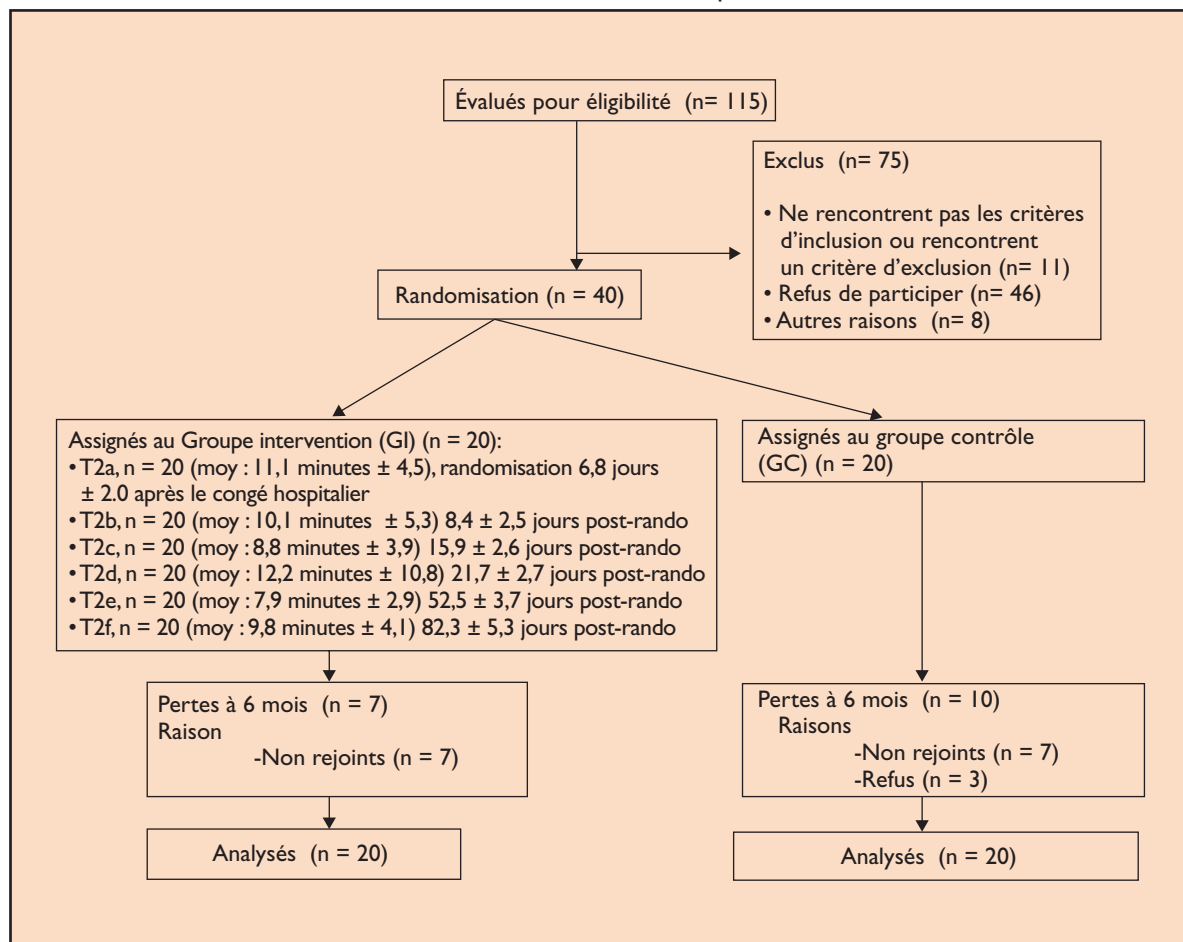 Évalués pour éligibilité (n= 115)
Exclus (n= 75)
• Ne rencontrent pas les critères
d'inclusion ou rencontrent
un critère d'exclusion (n= 11)
• Refus de participer (n= 46)
• Autres raisons (n= 8)
Randomisation (n = 40)
Assignés au Groupe intervention (GI) (n = 20):
• T2a, n = 20 (moy : 11,1 minutes ± 4,5), randomisation 6,8 jours
± 2.0 après le congé hospitalier
• T2b, n = 20 (moy : 10,1 minutes ± 5,3) 8,4 ± 2,5 jours post-rando
• T2c, n = 20 (moy : 8,8 minutes ± 3,9) 15,9 ± 2,6 jours post-rando
• T2d, n = 20 (moy : 12,2 minutes ± 10,8) 21,7 ± 2,7 jours post-rando
• T2e, n = 20 (moy : 7,9 minutes ± 2,9) 52,5 ± 3,7 jours post-rando
• T2f, n = 20 (moy : 9,8 minutes ± 4,1) 82,3 ± 5,3 jours post-rando
Assignés au groupe contrôle
(GC) (n = 20)
Pertes à 6 mois (n = 7)
Raison
-Non rejoints (n = 7)
Pertes à 6 mois (n = 10)
Raisons
-Non rejoints (n = 7)
-Refus (n = 3)
Analysés (n = 20)
Analysés (n = 20)